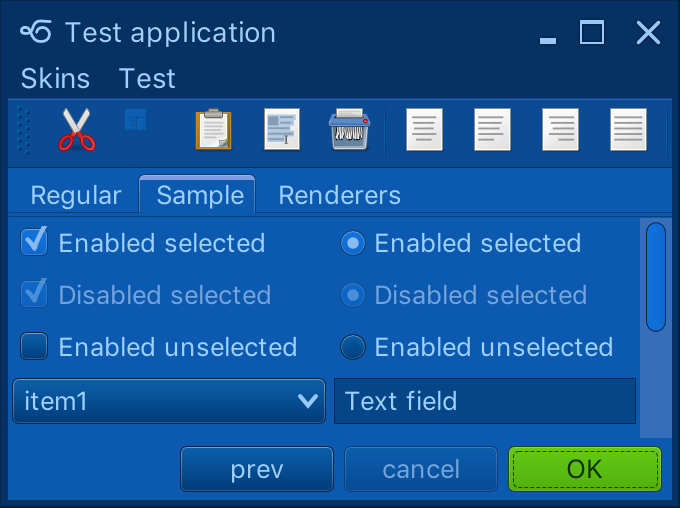 Test application
Skins Test
Regular Sample Renderers
Enabled selected Enabled selected
Disabled selected Disabled selected
Enabled unselected Enabled unselected
item1 Text field
prev cancel OK